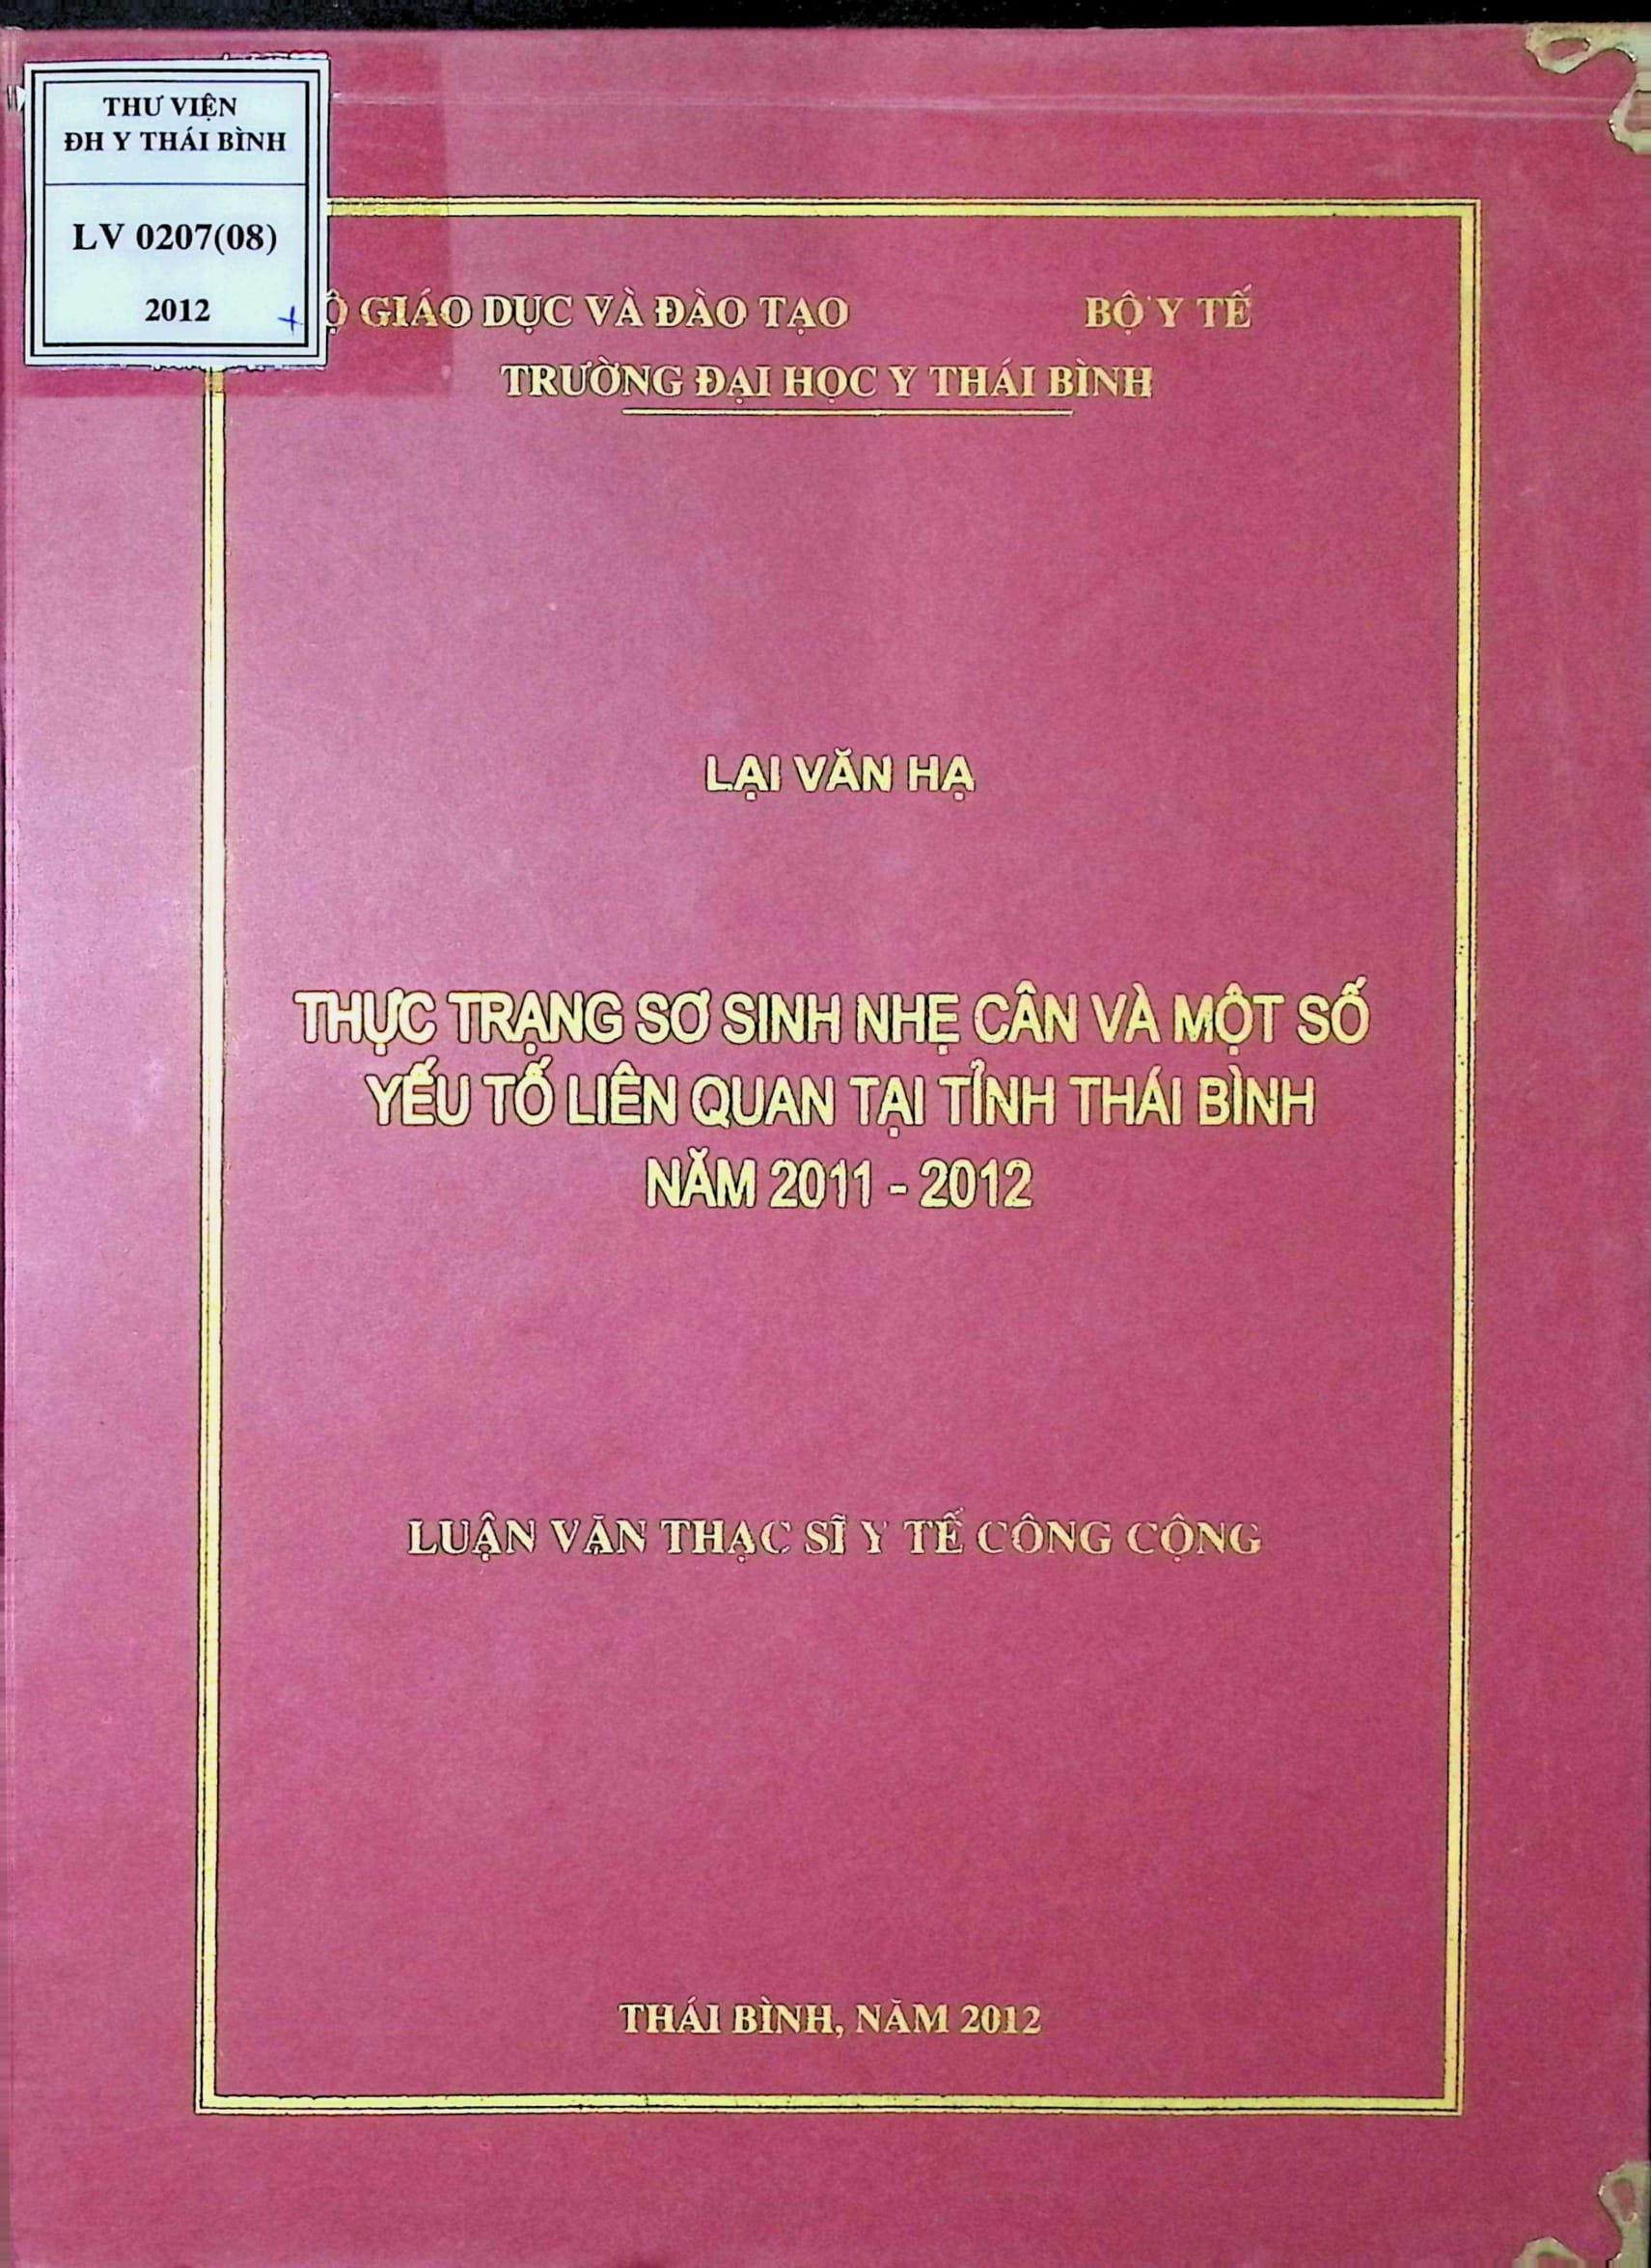 THƯ VIỆN
ĐH Y THÁI BÌNH
LV 0207(08)
2012
GIÁO DỤC VÀ ĐÀO TẠO BỘ Y TẾ
TRƯỜNG ĐẠI HỌC Y THÁI BÌNH
LẠI VĂN HẠ
THỰC TRẠNG SƠ SINH NHẸ CÂN VÀ MỘT SỐ
YẾU TỐ LIÊN QUAN TẠI TỈNH THÁI BÌNH
NĂM 2011 - 2012
LUẬN VĂN THẠC SĨ Y TẾ CÔNG CỘNG
THÁI BÌNH, NĂM 2012